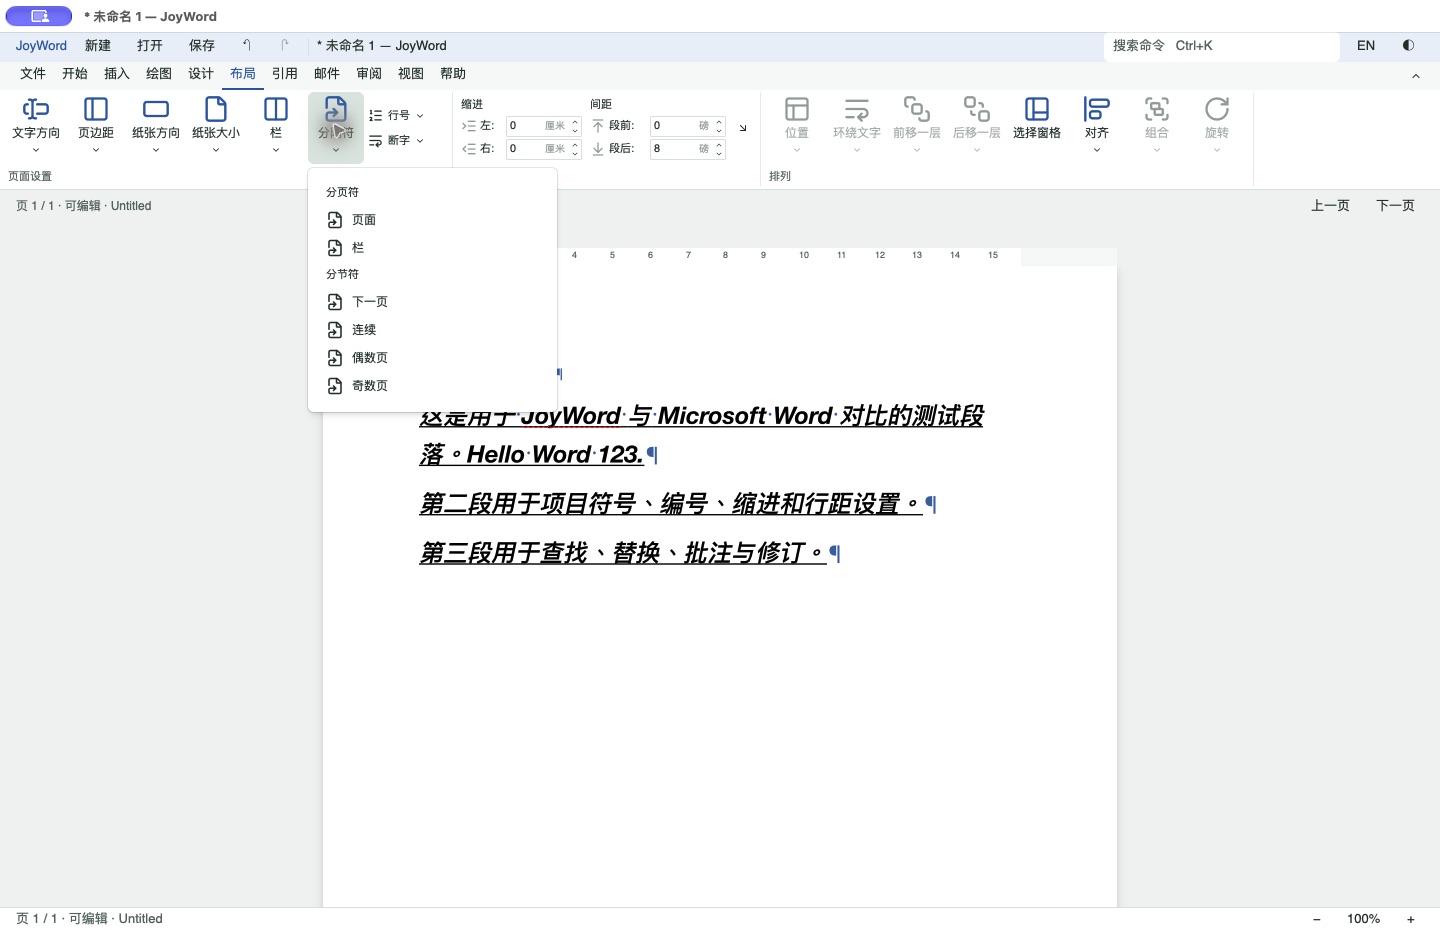 * 未命名 1 — JoyWord
JoyWord 新建 打开 保存 * 未命名 1 — JoyWord 搜索命令 Ctrl+K EN
文件 开始 插入 绘图 设计 布局 引用 邮件 审阅 视图 帮助
文字方向 页边距 纸张方向 纸张大小 栏 分隔符
行号
断字
缩进 间距
左: 0 厘米 段前: 0 磅
右: 0 厘米 段后: 8 磅
位置 环绕文字 前移一层 后移一层 选择窗格 对齐 组合 旋转
页面设置 排列
页 1 / 1 · 可编辑 · Untitled 上一页 下一页
分页符
页面
栏
分节符
下一页
连续
偶数页
奇数页
4 5 6 7 8 9 10 11 12 13 14 15
¶
这是用于·JoyWord·与·Microsoft·Word·对比的测试段
落。Hello·Word·123.¶
第二段用于项目符号、编号、缩进和行距设置。¶
第三段用于查找、替换、批注与修订。¶
页 1 / 1 · 可编辑 · Untitled − 100% +